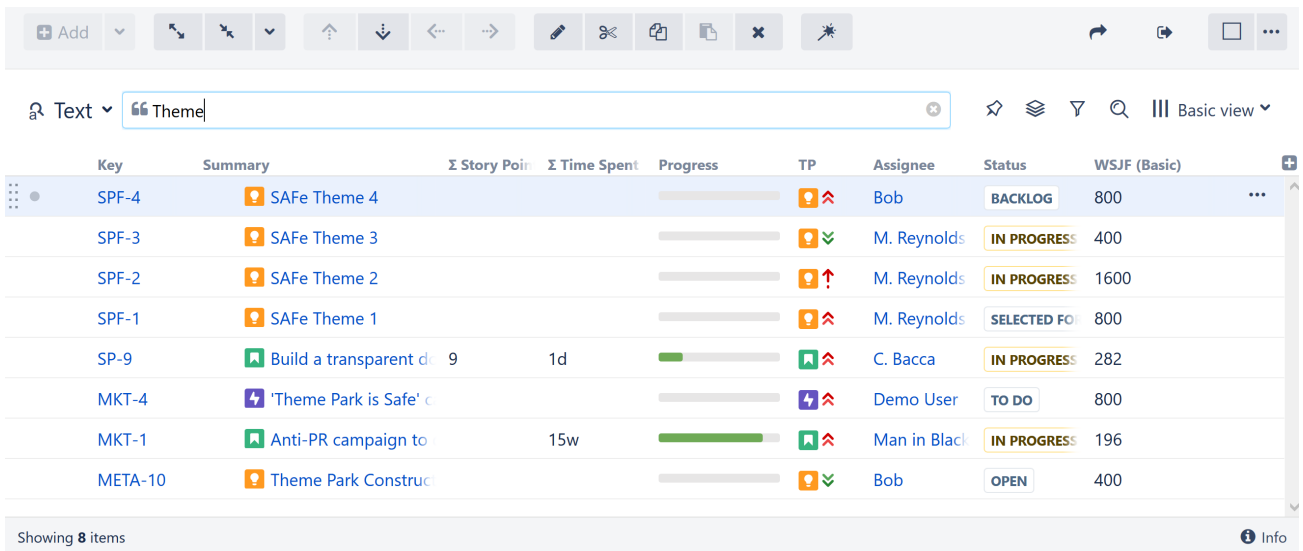 Add
Text Theme Basic view
Key Summary Σ Story Poin Σ Time Spent Progress TP Assignee Status WSJF (Basic)
SPF-4 SAFe Theme 4 Bob BACKLOG 800
SPF-3 SAFe Theme 3 M. Reynolds IN PROGRESS 400
SPF-2 SAFe Theme 2 M. Reynolds IN PROGRESS 1600
SPF-1 SAFe Theme 1 M. Reynolds SELECTED FOR 800
SP-9 Build a transparent do 9 1d C. Bacca IN PROGRESS 282
MKT-4 'Theme Park is Safe' c Demo User TO DO 800
MKT-1 Anti-PR campaign to 15w Man in Black IN PROGRESS 196
META-10 Theme Park Construc Bob OPEN 400
Showing 8 items Info